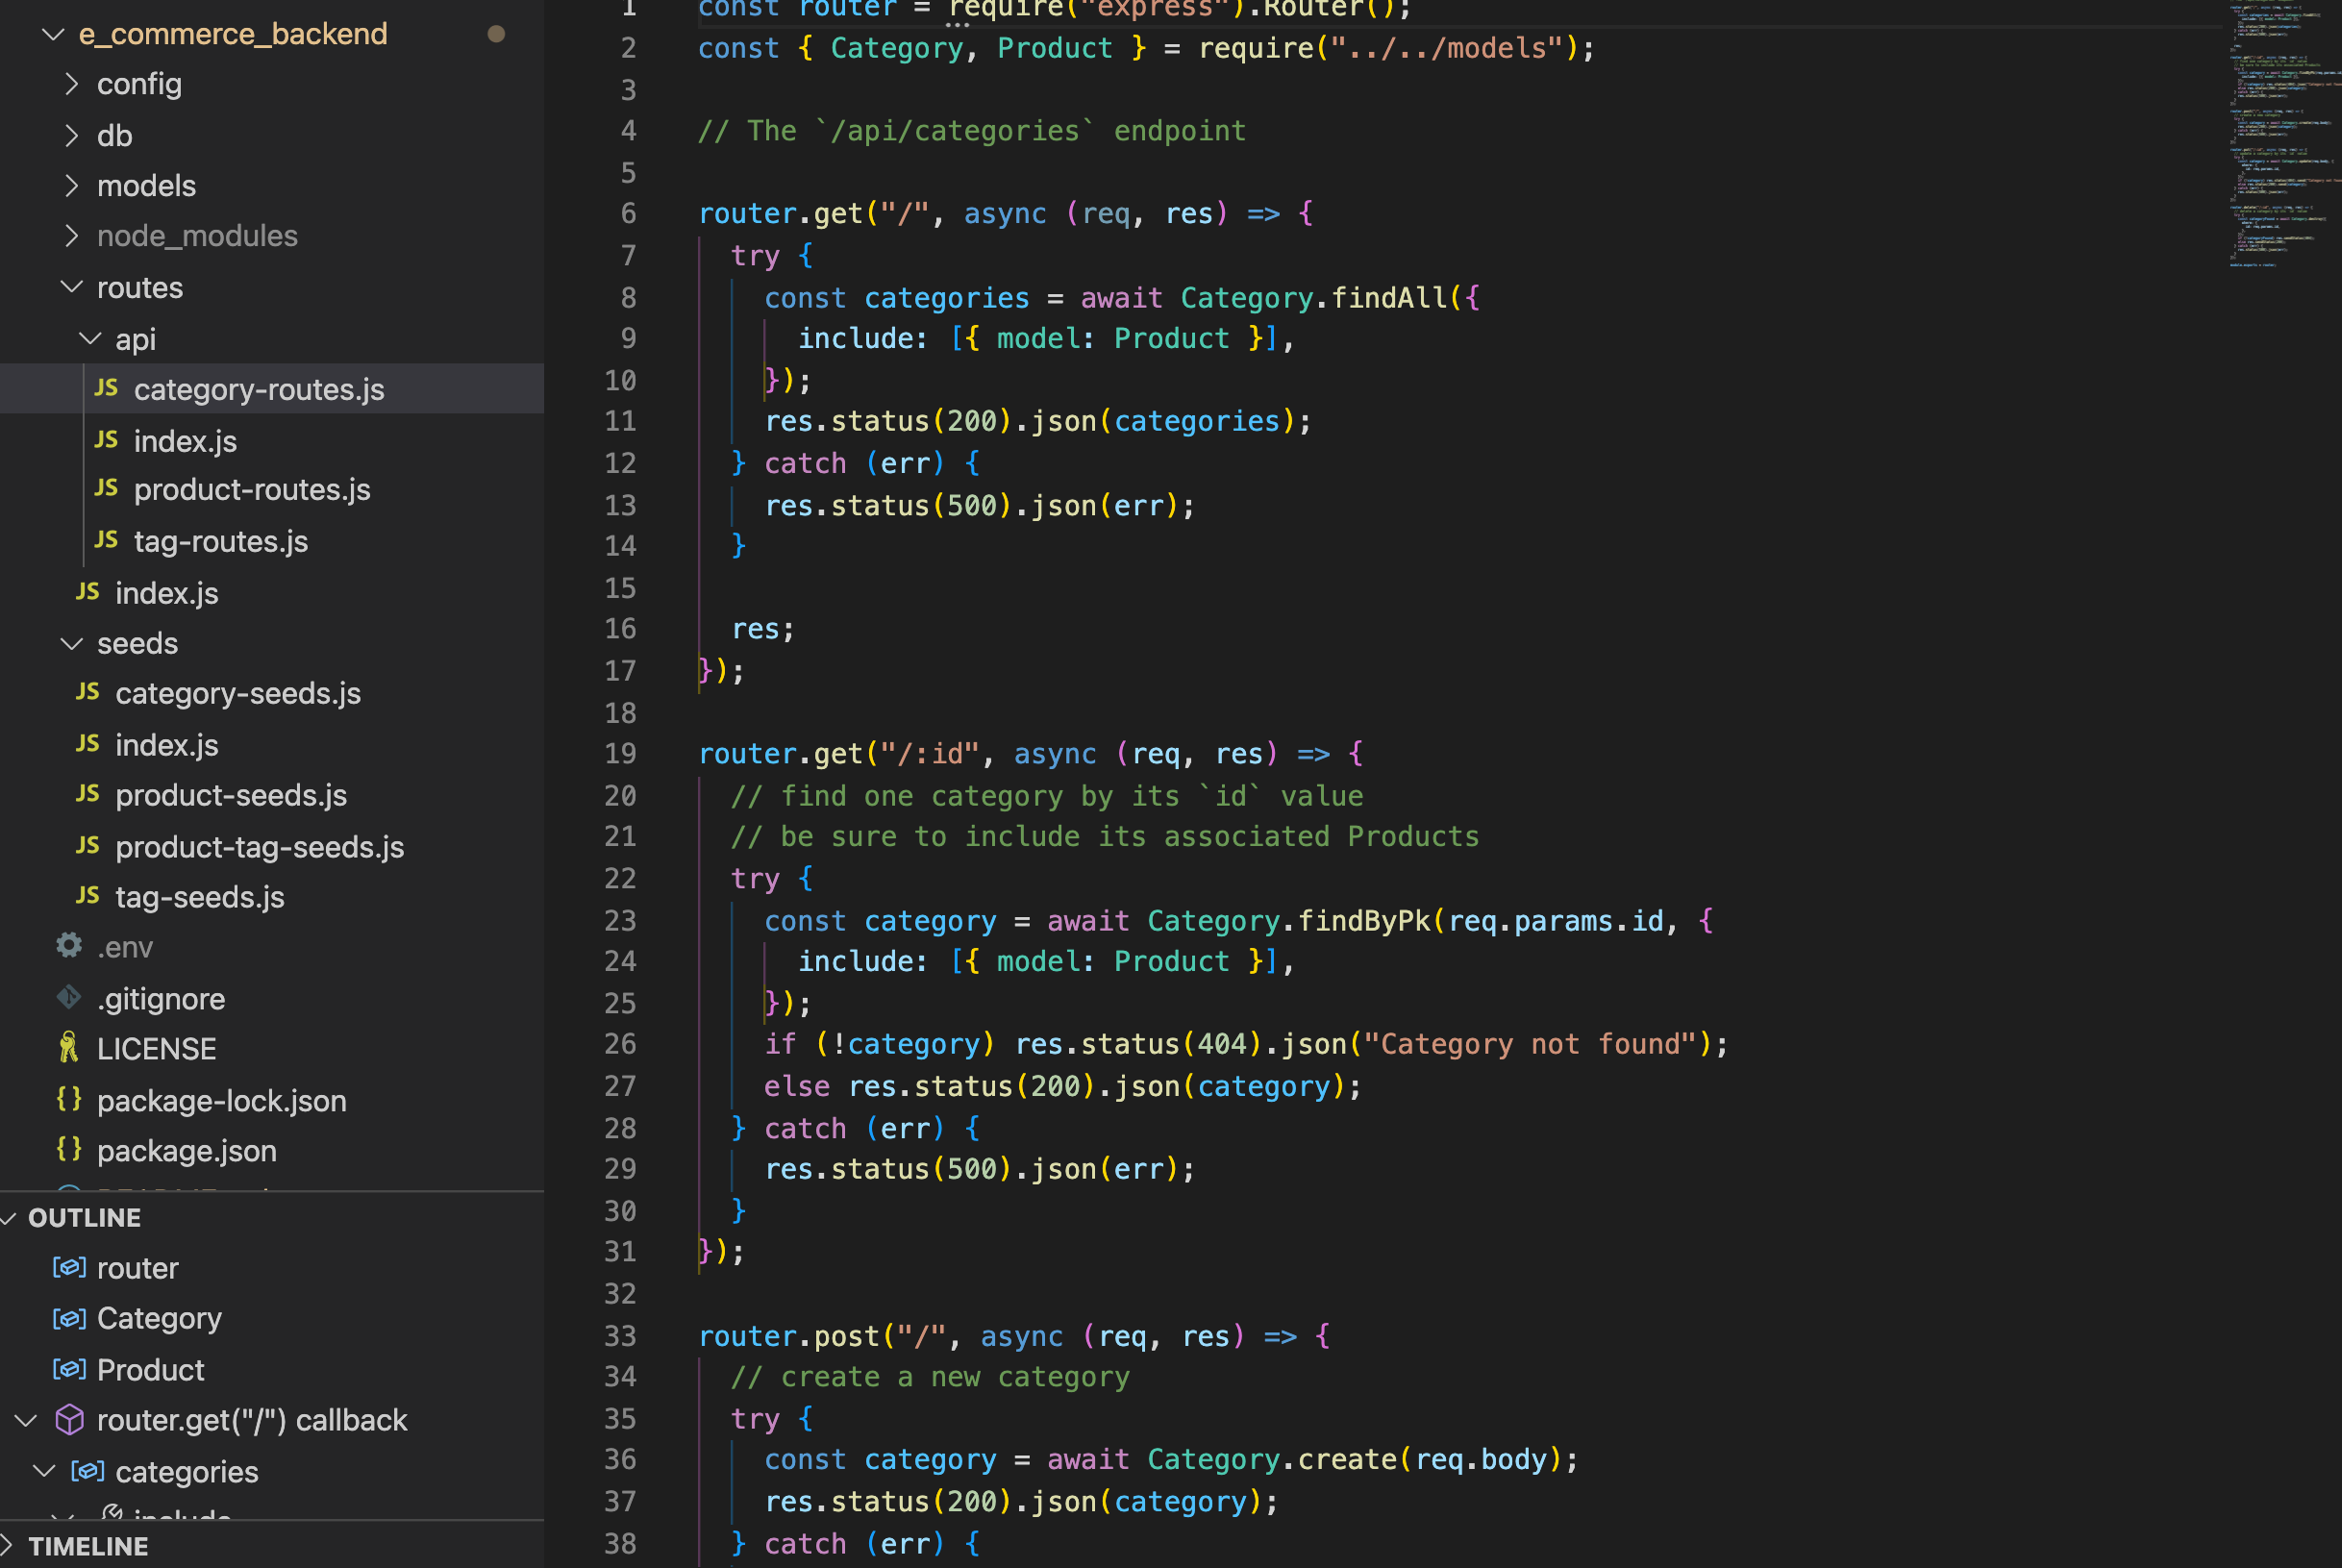 e_commerce_backend
config
db
models
node_modules
routes
api
JS category-routes.js
JS index.js
JS product-routes.js
JS tag-routes.js
JS index.js
seeds
JS category-seeds.js
JS index.js
JS product-seeds.js
JS product-tag-seeds.js
JS tag-seeds.js
.env
.gitignore
LICENSE
{} package-lock.json
{} package.json
OUTLINE
router
Category
Product
router.get("/") callback
categories
include
TIMELINE
1 const router = require("express").Router();
2 const { Category, Product } = require("../../models");
3
4 // The `/api/categories` endpoint
5
6 router.get("/", async (req, res) => {
7 try {
8 const categories = await Category.findAll({
9 include: [{ model: Product }],
10 });
11 res.status(200).json(categories);
12 } catch (err) {
13 res.status(500).json(err);
14 }
15
16 res;
17 });
18
19 router.get("/:id", async (req, res) => {
20 // find one category by its `id` value
21 // be sure to include its associated Products
22 try {
23 const category = await Category.findByPk(req.params.id, {
24 include: [{ model: Product }],
25 });
26 if (!category) res.status(404).json("Category not found");
27 else res.status(200).json(category);
28 } catch (err) {
29 res.status(500).json(err);
30 }
31 });
32
33 router.post("/", async (req, res) => {
34 // create a new category
35 try {
36 const category = await Category.create(req.body);
37 res.status(200).json(category);
38 } catch (err) {